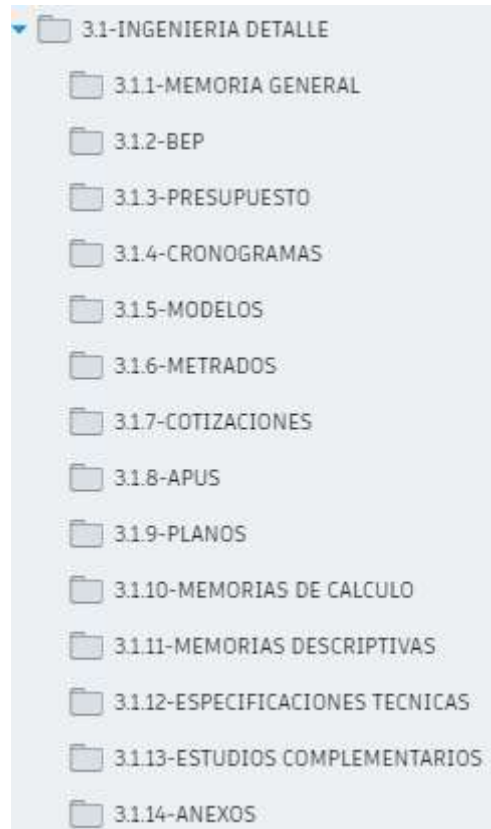 3.1-INGENIERIA DETALLE
3.1.1-MEMORIA GENERAL
3.1.2-BEP
3.1.3-PRESUPUESTO
3.1.4-CRONOGRAMAS
3.1.5-MODELOS
3.1.6-METRADOS
3.1.7-COTIZACIONES
3.1.8-APUS
3.1.9-PLANOS
3.1.10-MEMORIAS DE CALCULO
3.1.11-MEMORIAS DESCRIPTIVAS
3.1.12-ESPECIFICACIONES TECNICAS
3.1.13-ESTUDIOS COMPLEMENTARIOS
3.1.14-ANEXOS